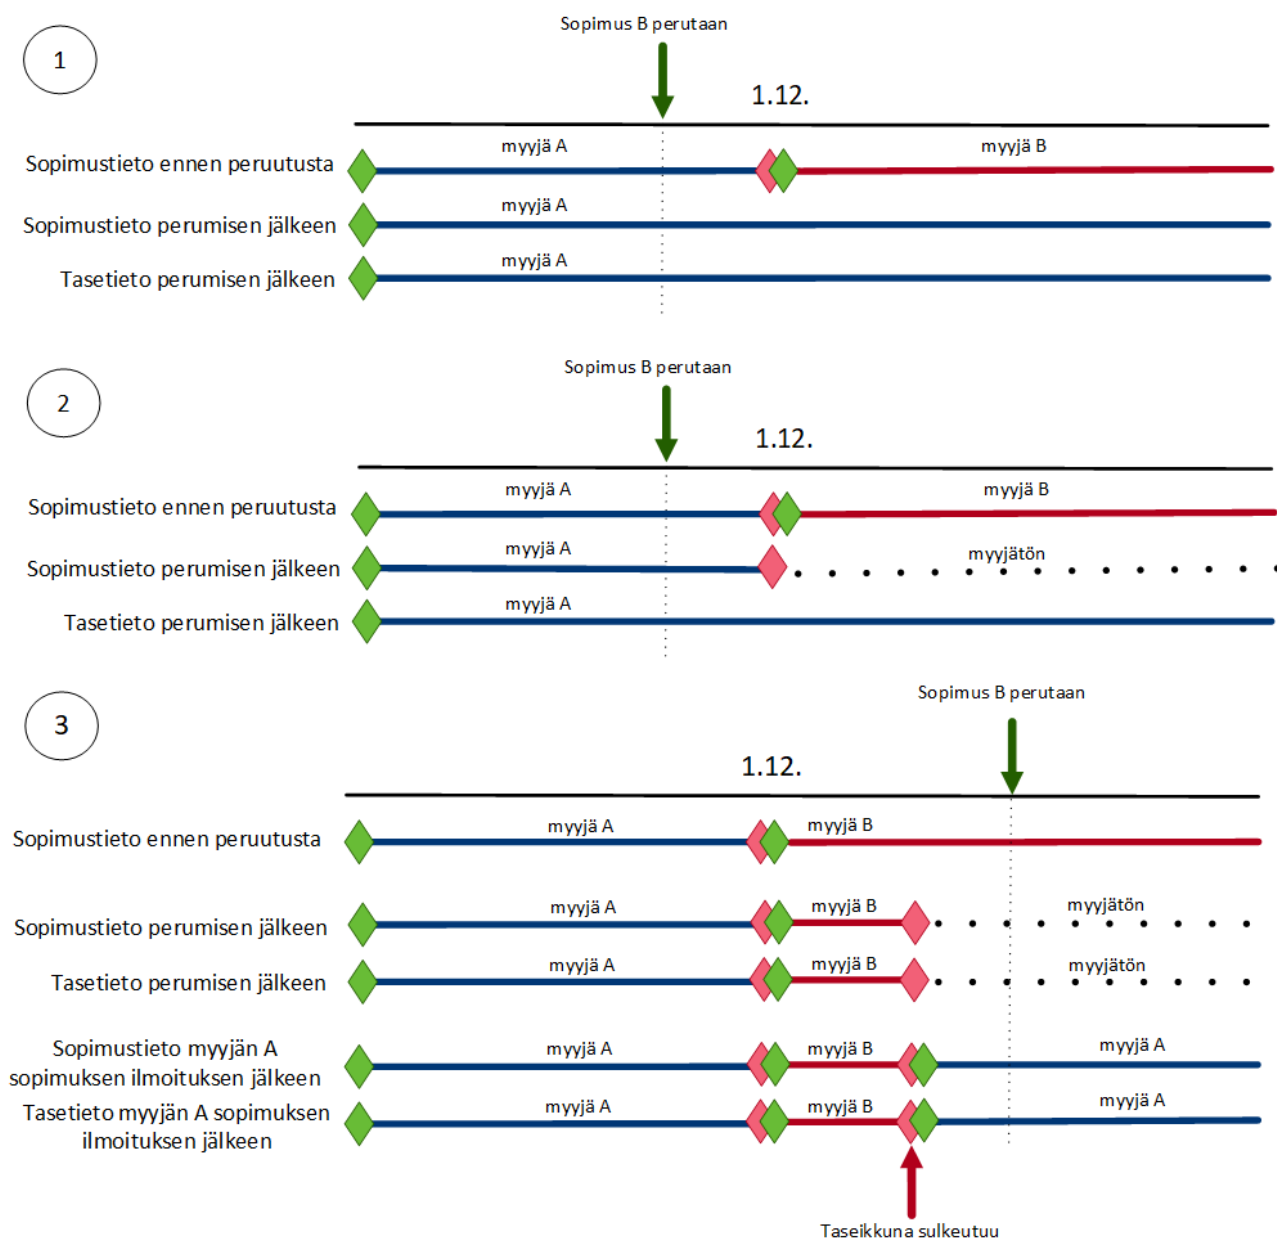 1
Sopimus B perutaan
1.12.
Sopimustieto ennen peruutusta
myyjä A
myyjä B
Sopimustieto perumisen jälkeen
myyjä A
Tasetieto perumisen jälkeen
myyjä A
2
Sopimus B perutaan
1.12.
Sopimustieto ennen peruutusta
myyjä A
myyjä B
Sopimustieto perumisen jälkeen
myyjä A
myyjätön
Tasetieto perumisen jälkeen
myyjä A
3
Sopimus B perutaan
1.12.
Sopimustieto ennen peruutusta
myyjä A
myyjä B
Sopimustieto perumisen jälkeen
myyjä A
myyjä B
myyjätön
Tasetieto perumisen jälkeen
myyjä A
myyjä B
myyjätön
Sopimustieto myyjän A
sopimuksen ilmoituksen jälkeen
myyjä A
myyjä B
myyjä A
Tasetieto myyjän A sopimuksen
ilmoituksen jälkeen
myyjä A
myyjä B
myyjä A
Taseikkuna sulkeutuu